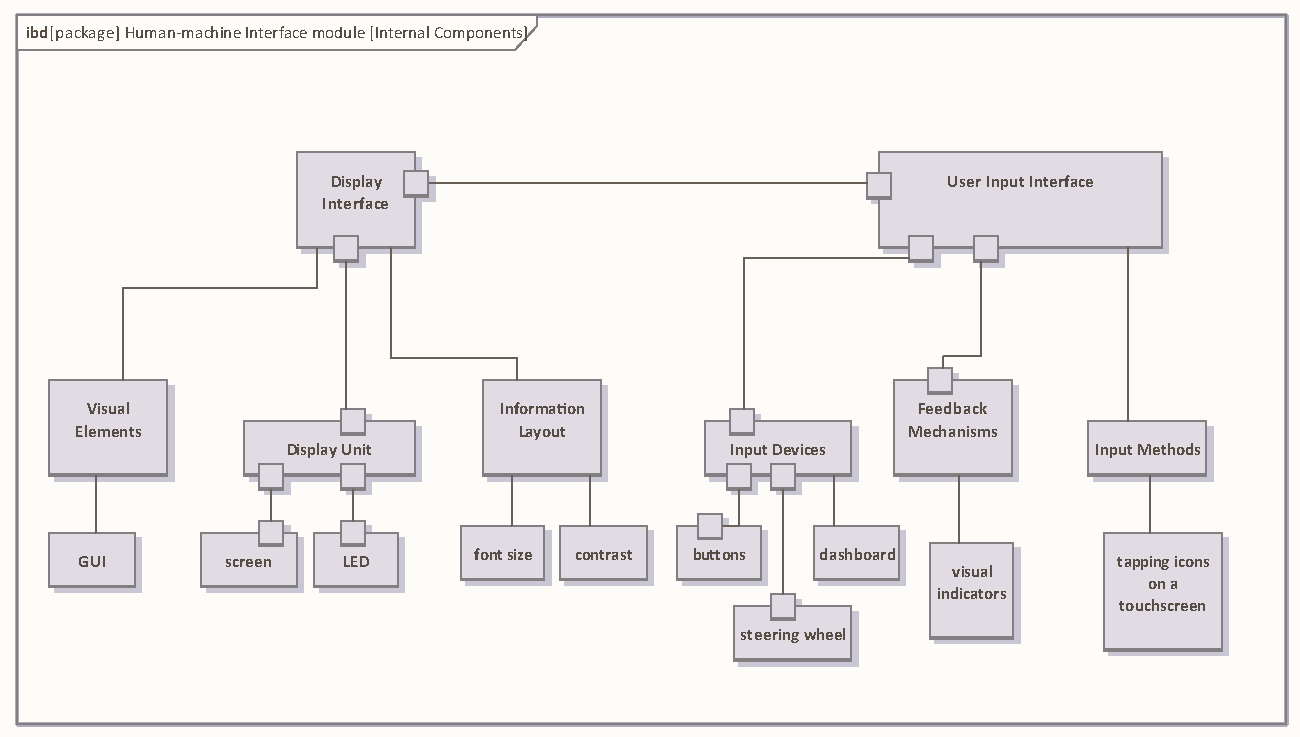 ibd[package] Human-machine Interface module [Internal Components]
Display
Interface
User Input Interface
Visual
Elements
Display Unit
Information
Layout
Input Devices
Feedback
Mechanisms
Input Methods
GUI
screen
LED
font size
contrast
buttons
dashboard
steering wheel
visual
indicators
tapping icons
on a
touchscreen